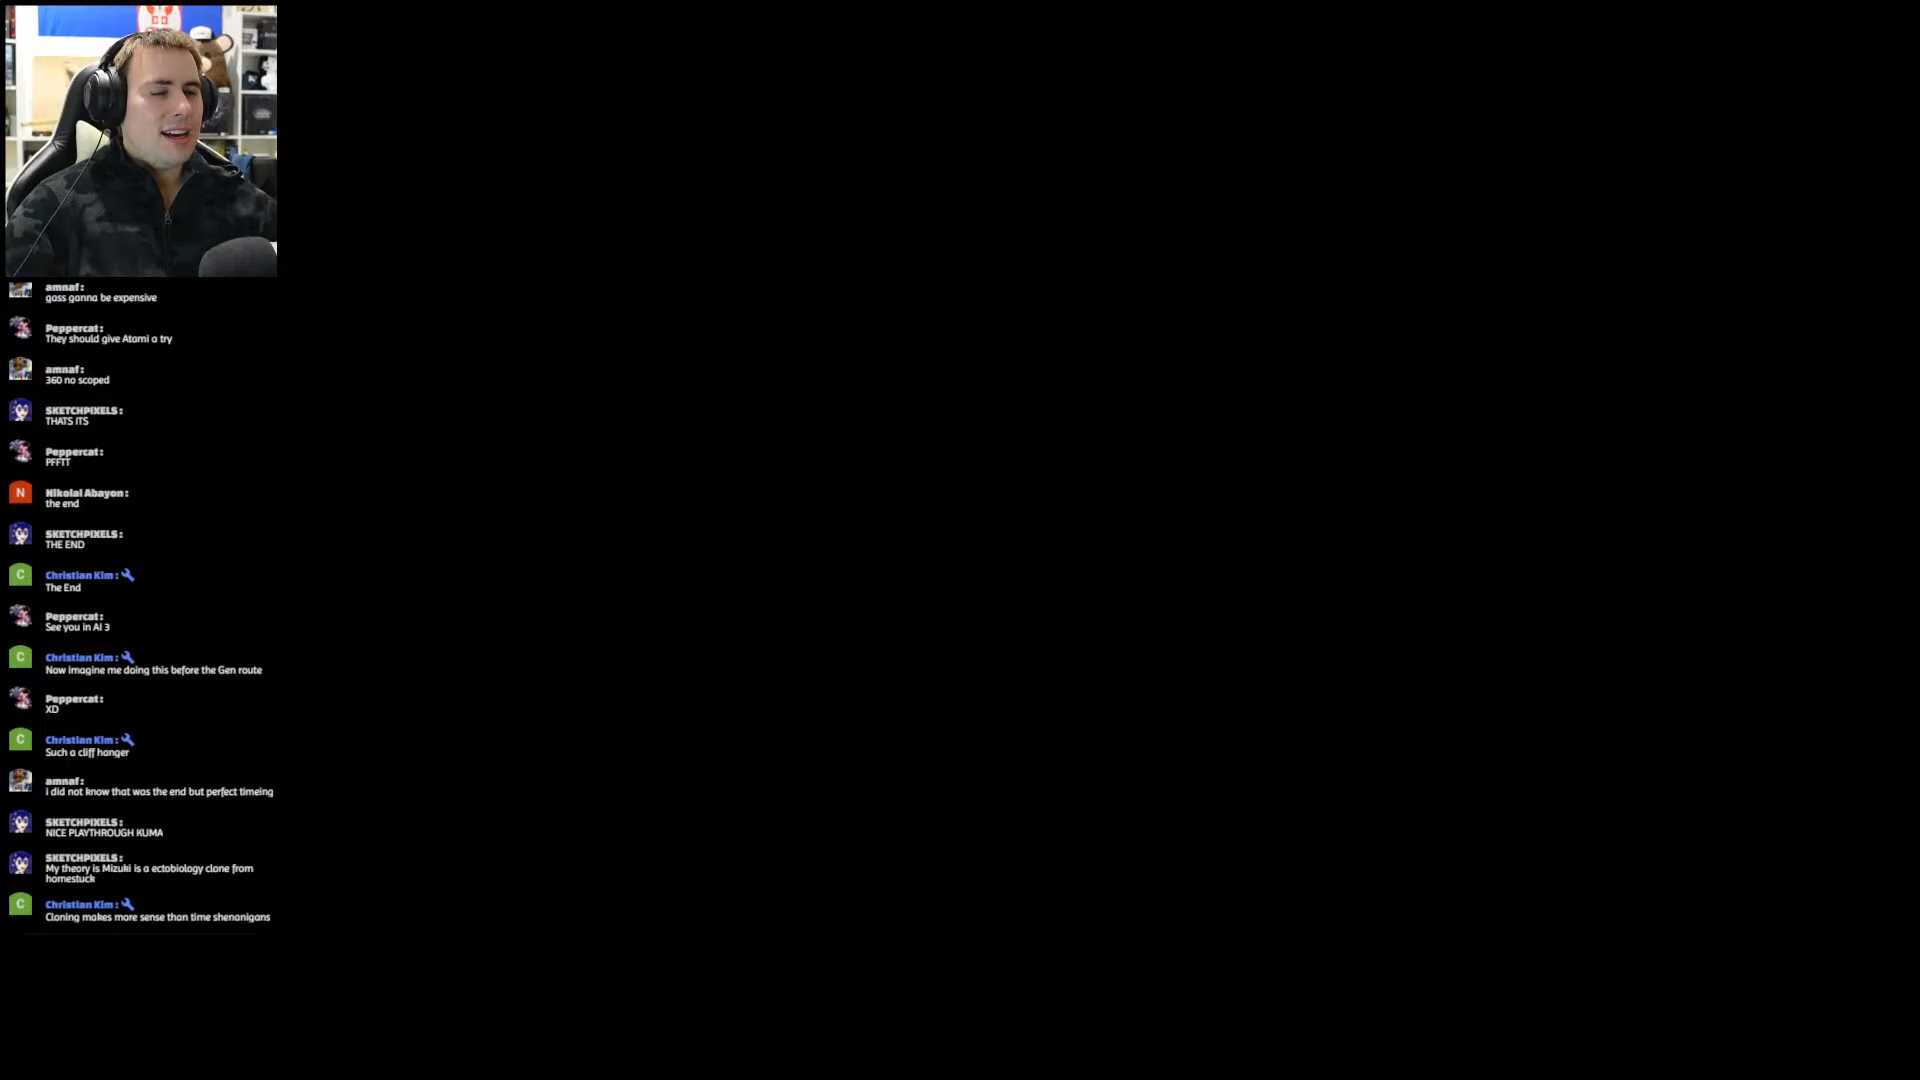 amnaf:
gass ganna be expensive
Peppercat:
They should give Atami a try
amnaf:
360 no scoped
SKETCHPIXELS:
THATS ITS
Peppercat:
PFFTT
N
Nikolai Abayon:
the end
SKETCHPIXELS:
THE END
C
Christian Kim:
The End
Peppercat:
See you in AI 3
C
Christian Kim:
Now imagine me doing this before the Gen route
Peppercat:
XD
C
Christian Kim:
Such a cliff hanger
amnaf:
i did not know that was the end but perfect timeing
SKETCHPIXELS:
NICE PLAYTHROUGH KUMA
SKETCHPIXELS:
My theory is Mizuki is a ectobiology clone from
homestuck
C
Christian Kim:
Cloning makes more sense than time shenanigans